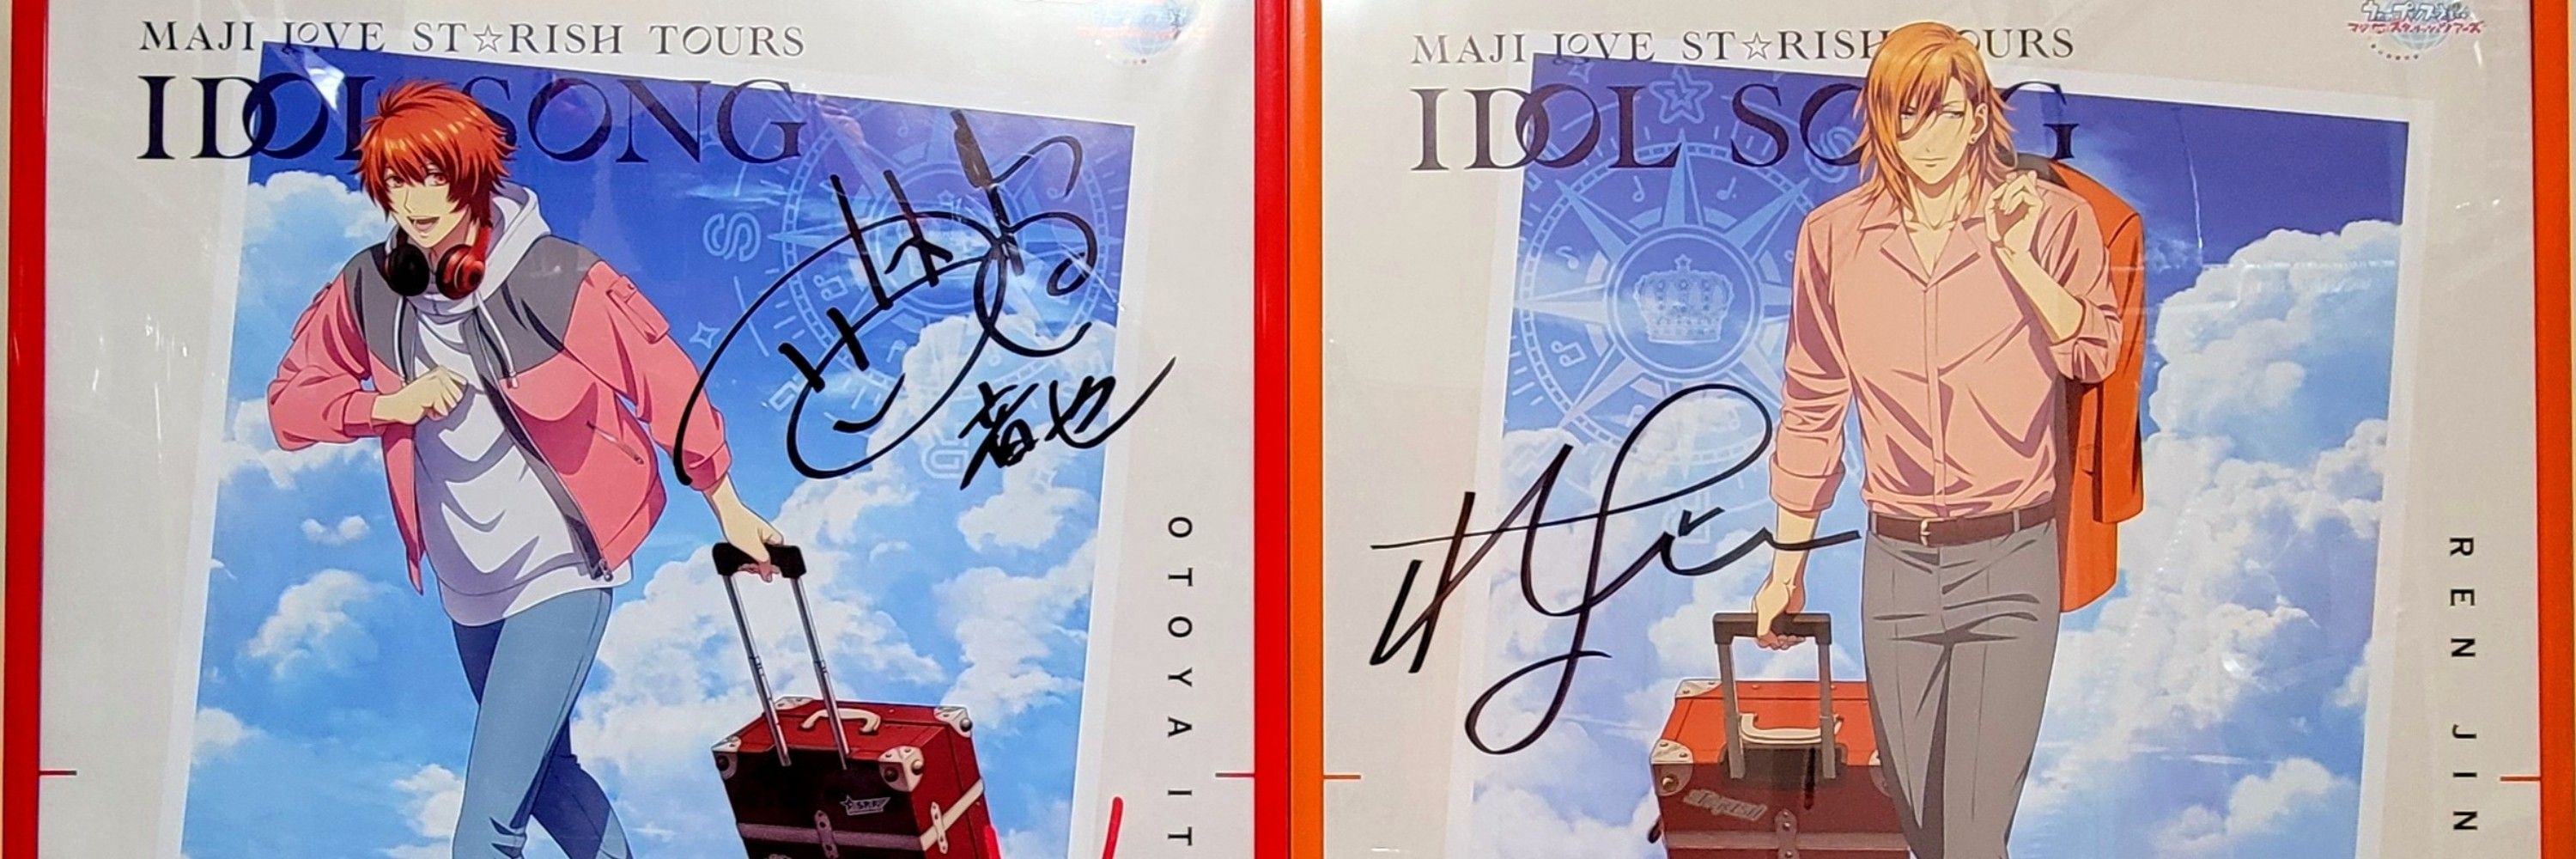 MAJI LOVE ST☆RISH TOURS
IDOL SONG
音也
OTOYA IT
MAJI LOVE ST☆RISH TOURS
IDOL SONG
REN JIN